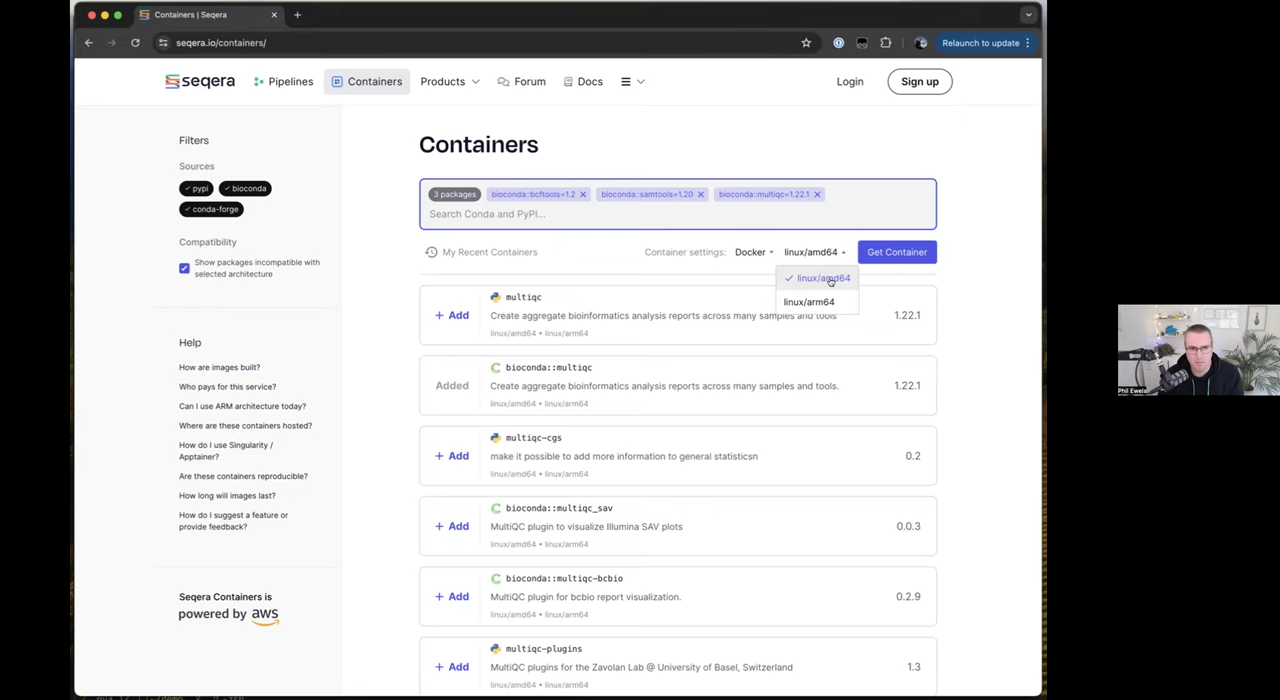 Containers | Seqera
seqera.io/containers/
Relaunch to update
seqera
Pipelines
Containers
Products
Forum
Docs
Login
Sign up
Filters
Sources
pypi
bioconda
conda-forge
Compatibility
Show packages incompatible with
selected architecture
Help
How are images built?
Who pays for this service?
Can I use ARM architecture today?
Where are these containers hosted?
How do I use Singularity /
Apptainer?
Are these containers reproducible?
How long will images last?
How do I suggest a feature or
provide feedback?
Seqera Containers is
powered by aws
Containers
3 packages bioconda::bcftools=1.2 bioconda::samtools=1.20 bioconda::multiqc=1.22.1
Search Conda and PyPI...
My Recent Containers
Container settings: Docker linux/amd64 Get Container
linux/amd64
linux/arm64
multiqc
+ Add Create aggregate bioinformatics analysis reports across many samples and tools 1.22.1
linux/amd64 • linux/arm64
bioconda::multiqc
Added Create aggregate bioinformatics analysis reports across many samples and tools. 1.22.1
linux/amd64 • linux/arm64
multiqc-cgs
+ Add make it possible to add more information to general statisticsn 0.2
linux/amd64 • linux/arm64
bioconda::multiqc_sav
+ Add MultiQC plugin to visualize Illumina SAV plots 0.0.3
linux/amd64 • linux/arm64
bioconda::multiqc-bcbio
+ Add MultiQC plugin for bcbio report visualization. 0.2.9
linux/amd64 • linux/arm64
multiqc-plugins
+ Add MultiQC plugins for the Zavolan Lab @ University of Basel, Switzerland 1.3
linux/amd64 • linux/arm64
Phil Ewels